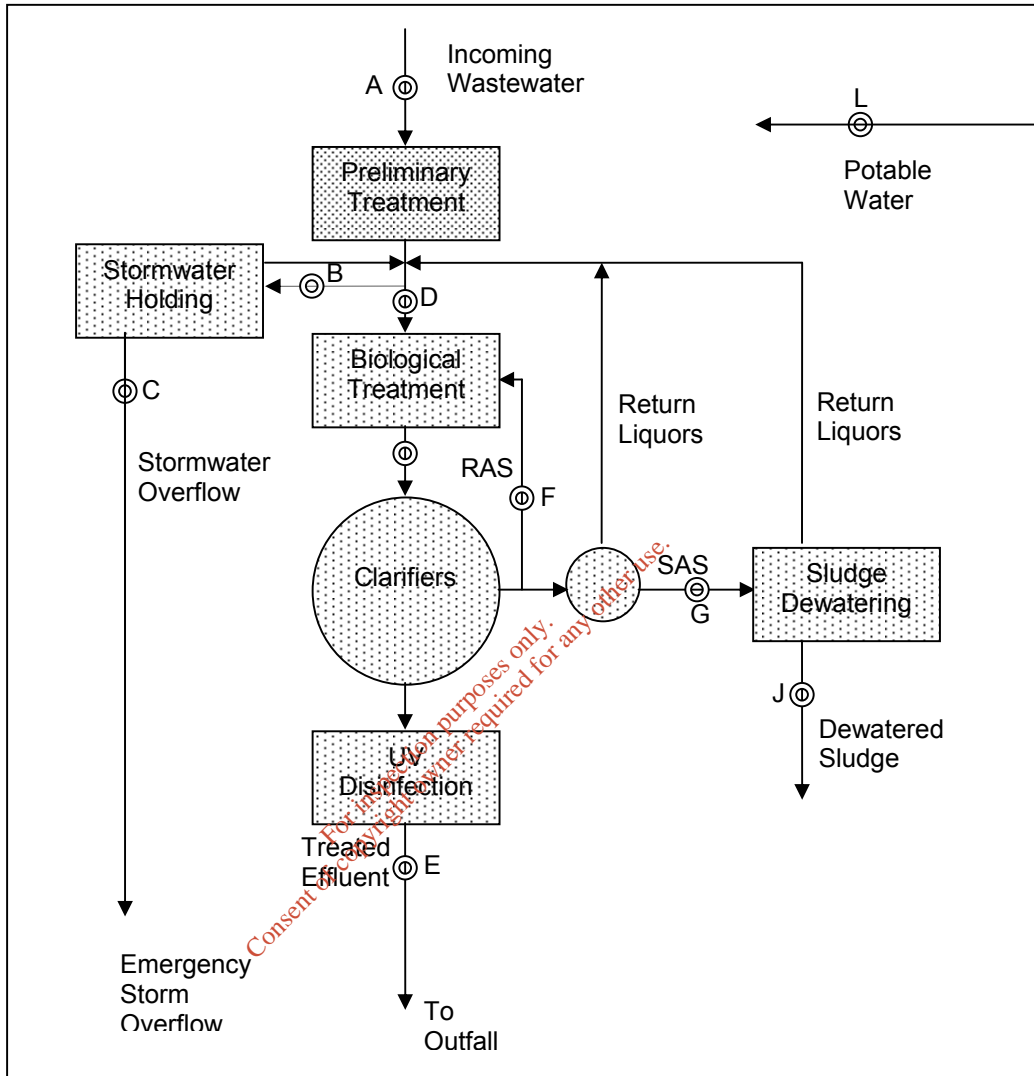 Incoming
Wastewater
A
L
Potable
Water
Preliminary
Treatment
Stormwater
Holding
B
D
Biological
Treatment
C
Stormwater
Overflow
RAS
F
Return
Liquors
Return
Liquors
Clarifiers
SAS
G
Sludge
Dewatering
J
Dewatered
Sludge
UV
Disinfection
Treated
Effluent
E
Emergency
Storm
Overflow
To
Outfall
For inspection purposes only.
Consent of copyright owner required for any other use.